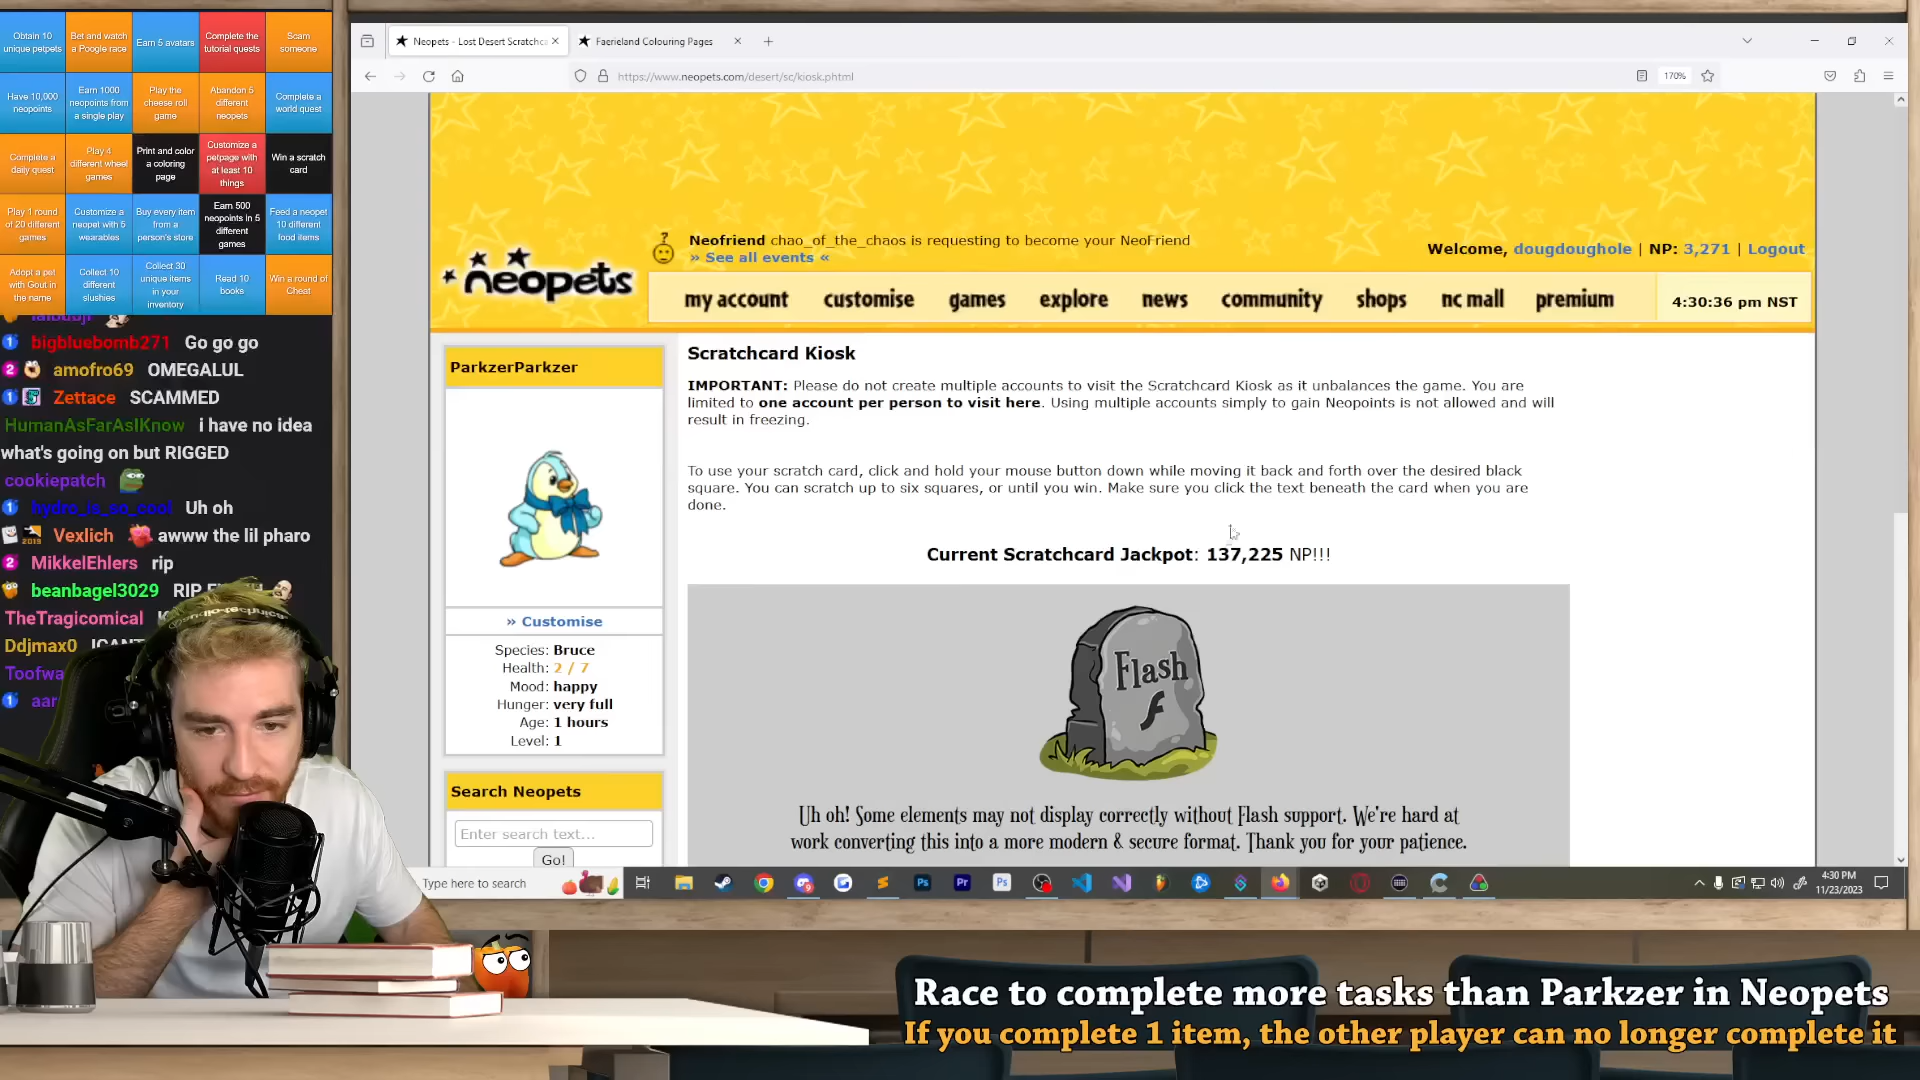 Obtain 10
unique petpets
Bet and watch
a Poogle race
Earn 5 avatars
Complete the
tutorial quests
Scam
someone
Have 10,000
neopoints
Earn 1000
neopoints from
a single play
Play the
cheese roll
game
Abandon 5
different
neopets
Complete a
world quest
Complete a
daily quest
Play 4
different wheel
games
Print and color
a coloring
page
Customize a
petpage with
at least 10
things
Win a scratch
card
Play 1 round
of 20 different
games
Customize a
neopet with 5
wearables
Buy every item
from a
person's store
Earn 500
neopoints in 5
different
games
Feed a neopet
10 different
food items
Adopt a pet
with Gout in
the name
Collect 10
different
slushies
Collect 30
unique items
in your
inventory
Read 10
books
Win a round of
Cheat
bigbluebomb271 Go go go
amofro69 OMEGALUL
Zettace SCAMMED
HumanAsFarAsIKnow i have no idea
what's going on but RIGGED
cookiepatch
hydro_is_so_cool Uh oh
Vexlich awww the lil pharo
MikkelEhlers rip
beanbagel3029 RIP
TheTragicomical
Ddjmax0
Toofwa
aar
Neopets - Lost Desert Scratchc
Faerieland Colouring Pages
https://www.neopets.com/desert/sc/kiosk.phtml
170%
Neofriend chao_of_the_chaos is requesting to become your NeoFriend
» See all events «
Welcome, dougdoughole | NP: 3,271 | Logout
neopets
my account customise games explore news community shops nc mall premium
4:30:36 pm NST
ParkzerParkzer
» Customise
Species: Bruce
Health: 2 / 7
Mood: happy
Hunger: very full
Age: 1 hours
Level: 1
Search Neopets
Enter search text...
Go!
Scratchcard Kiosk
IMPORTANT: Please do not create multiple accounts to visit the Scratchcard Kiosk as it unbalances the game. You are
limited to one account per person to visit here. Using multiple accounts simply to gain Neopoints is not allowed and will
result in freezing.
To use your scratch card, click and hold your mouse button down while moving it back and forth over the desired black
square. You can scratch up to six squares, or until you win. Make sure you click the text beneath the card when you are
done.
Current Scratchcard Jackpot: 137,225 NP!!!
Flash
f
Uh oh! Some elements may not display correctly without Flash support. We're hard at
work converting this into a more modern & secure format. Thank you for your patience.
Type here to search
Ps
Pr
Ps
4:30 PM
11/23/2023
Race to complete more tasks than Parkzer in Neopets
If you complete 1 item, the other player can no longer complete it